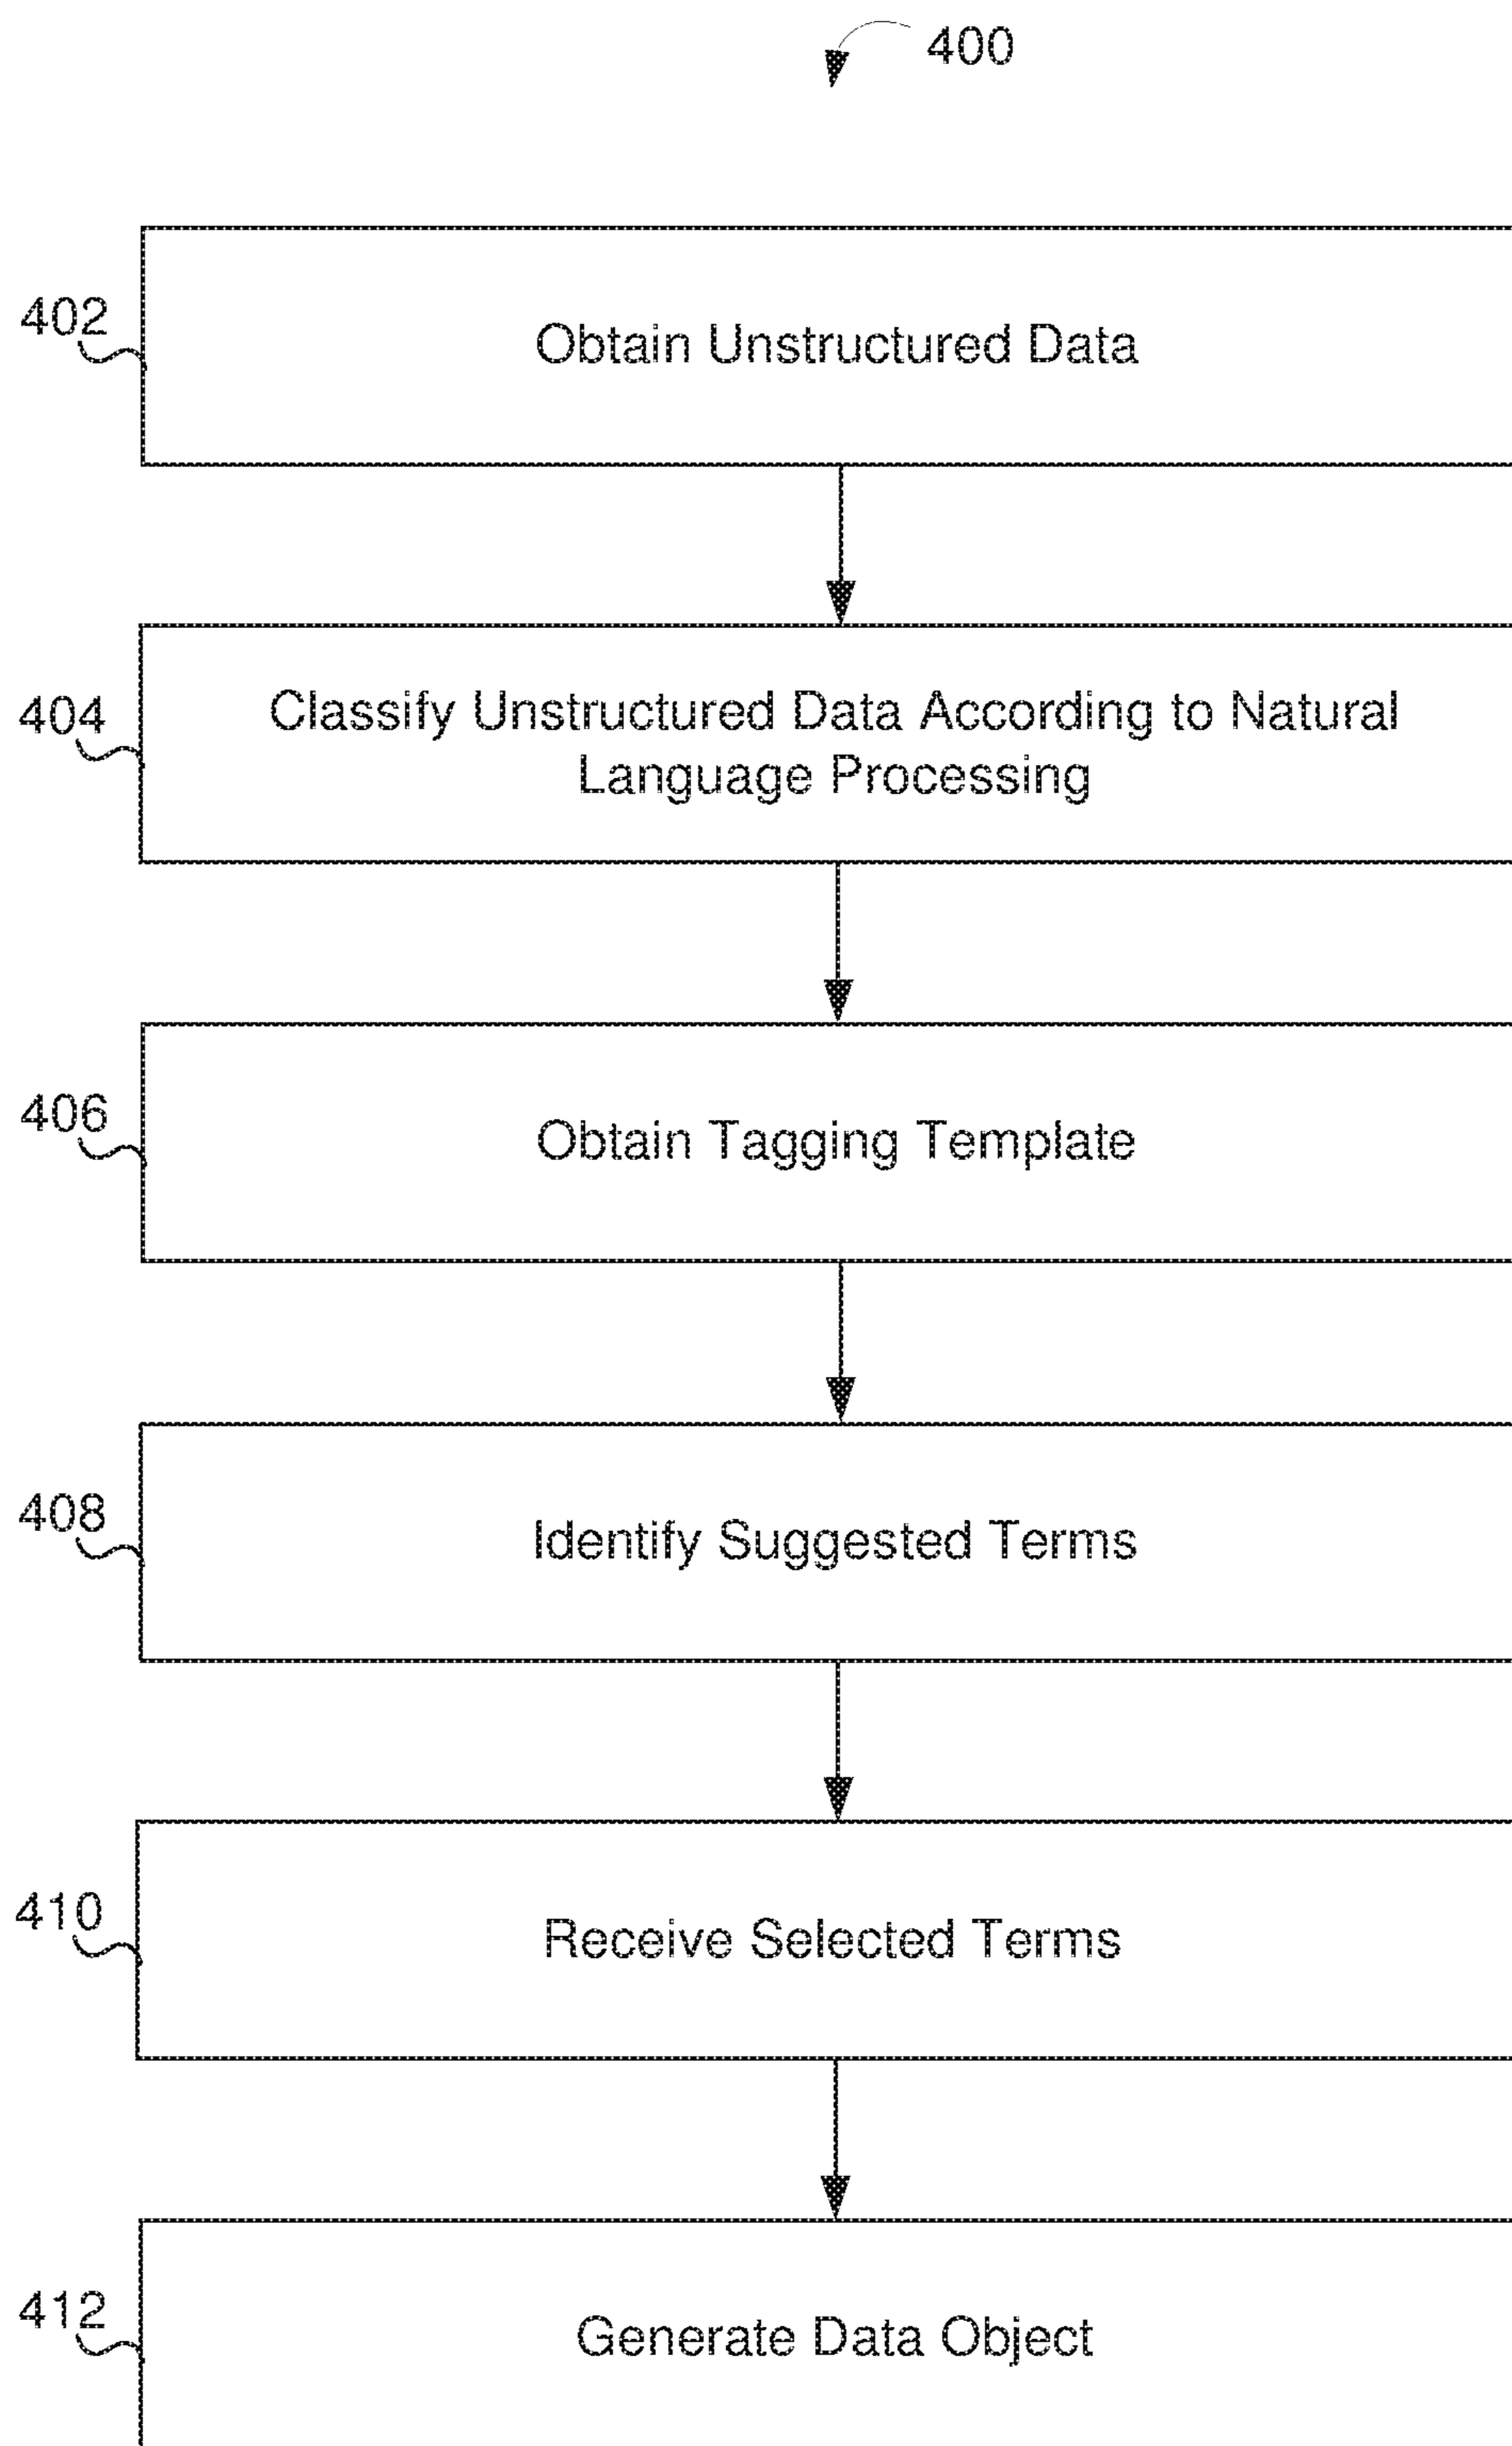 400
402
Obtain Unstructured Data
404
Classify Unstructured Data According to Natural
Language Processing
406
Obtain Tagging Template
408
Identify Suggested Terms
410
Receive Selected Terms
412
Generate Data Object